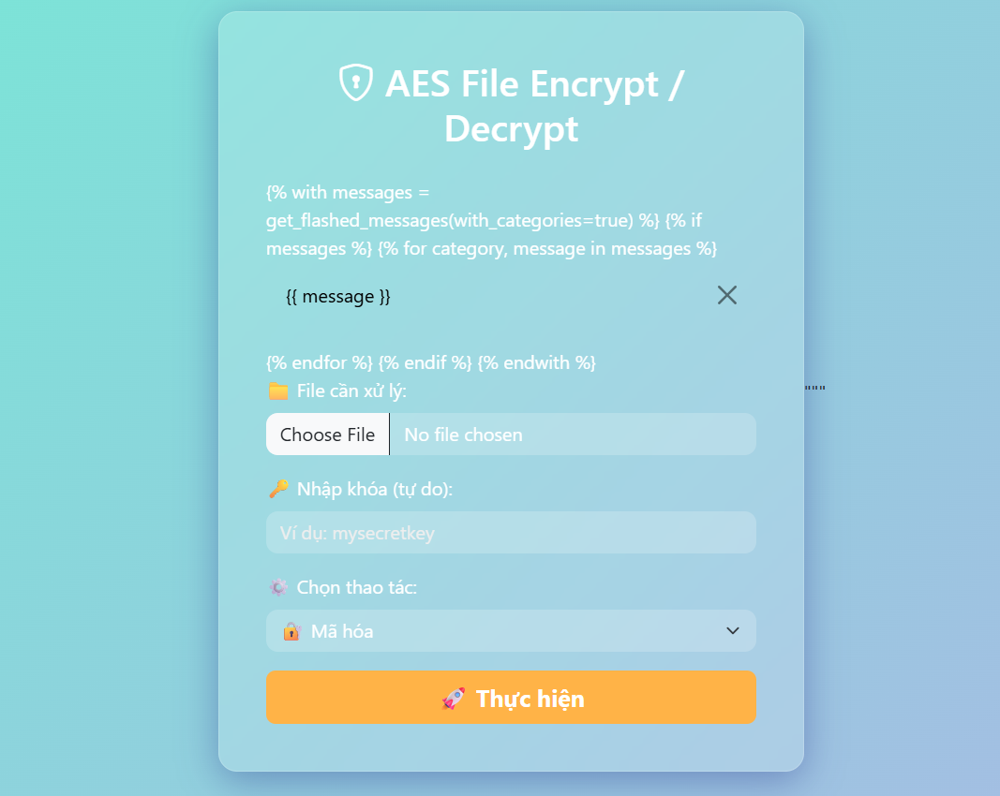 AES File Encrypt /
Decrypt
{% with messages =
get_flashed_messages(with_categories=true) %} {% if
messages %} {% for category, message in messages %}
{{ message }}
{% endfor %} {% endif %} {% endwith %}
File cần xử lý:
"""
Choose File No file chosen
Nhập khóa (tự do):
Ví dụ: mysecretkey
Chọn thao tác:
Mã hóa
Thực hiện